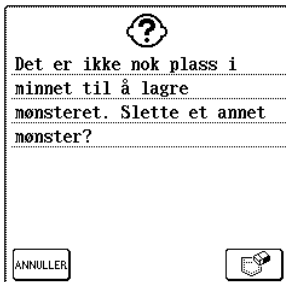 Det er ikke nok plass i
minnet til å lagre
mønsteret. Slette et annet
mønster?
ANNULLER